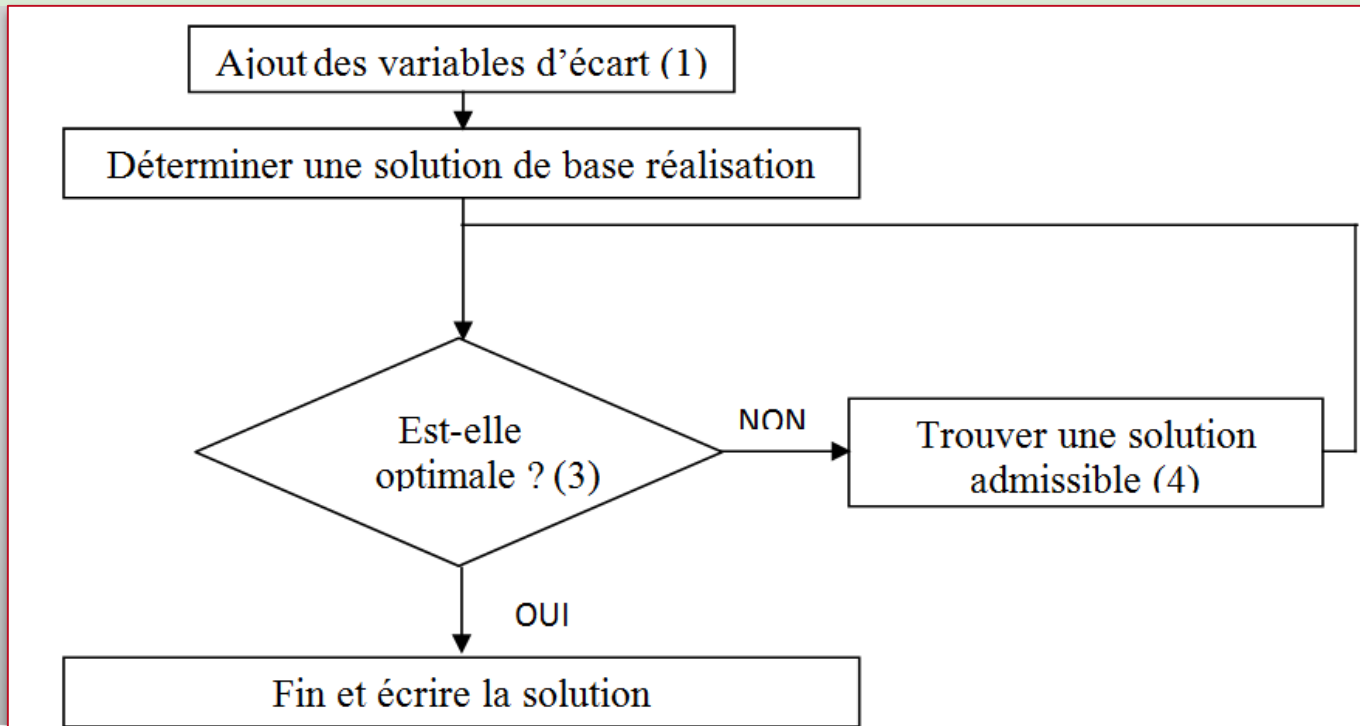 Ajout des variables d'écart (1)
Déterminer une solution de base réalisation
Est-elle
optimale ? (3)
NON
Trouver une solution
admissible (4)
OUI
Fin et écrire la solution